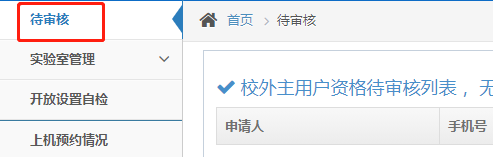 待审核
实验室管理
开放设置自检
上机预约情况
首页 > 待审核
校外主用户资格待审核列表，无
申请人 手机号